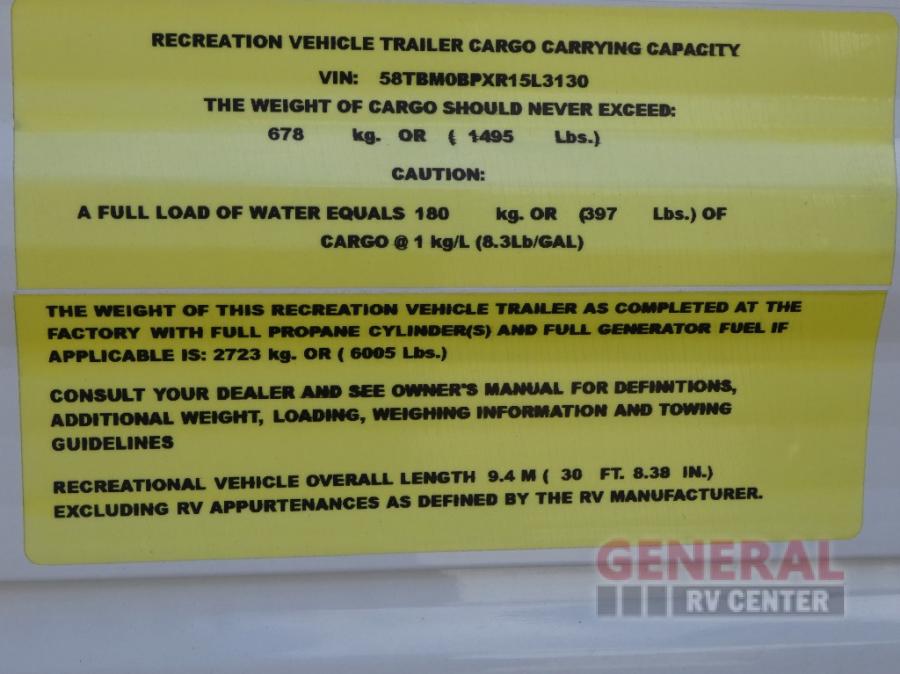 RECREATION VEHICLE TRAILER CARGO CARRYING CAPACITY
VIN: 58TBM0BPXR15L3130
THE WEIGHT OF CARGO SHOULD NEVER EXCEED:
678 kg. OR ( 1495 Lbs.)
CAUTION:
A FULL LOAD OF WATER EQUALS 180 kg. OR (397 Lbs.) OF
CARGO @ 1 kg/L (8.3Lb/GAL)
THE WEIGHT OF THIS RECREATION VEHICLE TRAILER AS COMPLETED AT THE
FACTORY WITH FULL PROPANE CYLINDER(S) AND FULL GENERATOR FUEL IF
APPLICABLE IS: 2723 kg. OR ( 6005 Lbs.)
CONSULT YOUR DEALER AND SEE OWNER'S MANUAL FOR DEFINITIONS,
ADDITIONAL WEIGHT, LOADING, WEIGHING INFORMATION AND TOWING
GUIDELINES
RECREATIONAL VEHICLE OVERALL LENGTH 9.4 M ( 30 FT. 8.38 IN.)
EXCLUDING RV APPURTENANCES AS DEFINED BY THE RV MANUFACTURER.
GENERAL
RV CENTER